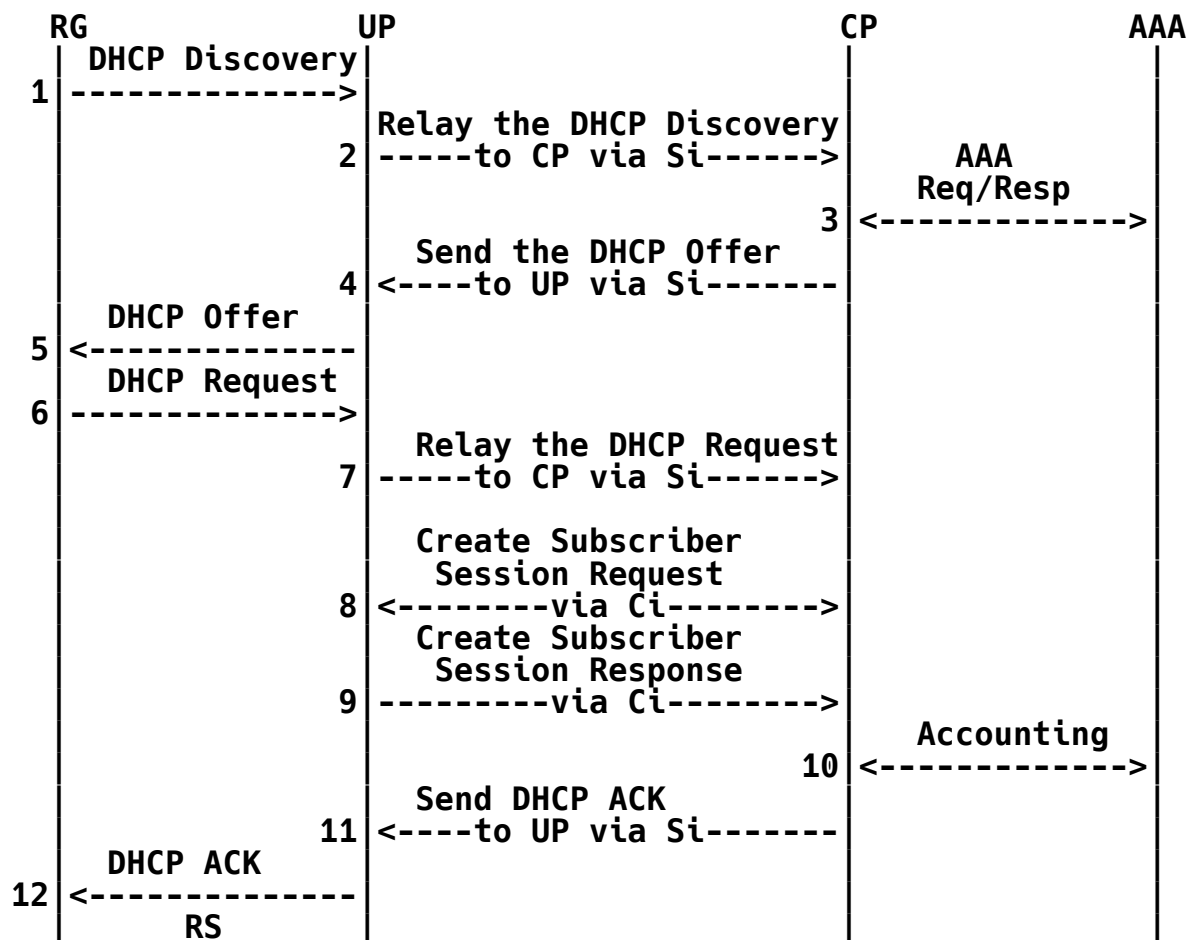 RG UP CP AAA
DHCP Discovery
1 -------------->
Relay the DHCP Discovery
2 -----to CP via Si------> AAA
Req/Resp
3 <------------->
Send the DHCP Offer
4 <----to UP via Si-------
DHCP Offer
5 <--------------
DHCP Request
6 -------------->
Relay the DHCP Request
7 -----to CP via Si------>
Create Subscriber
Session Request
8 <--------via Ci-------->
Create Subscriber
Session Response
9 ---------via Ci-------->
Accounting
10 <------------->
Send DHCP ACK
11 <----to UP via Si-------
DHCP ACK
12 <--------------
RS